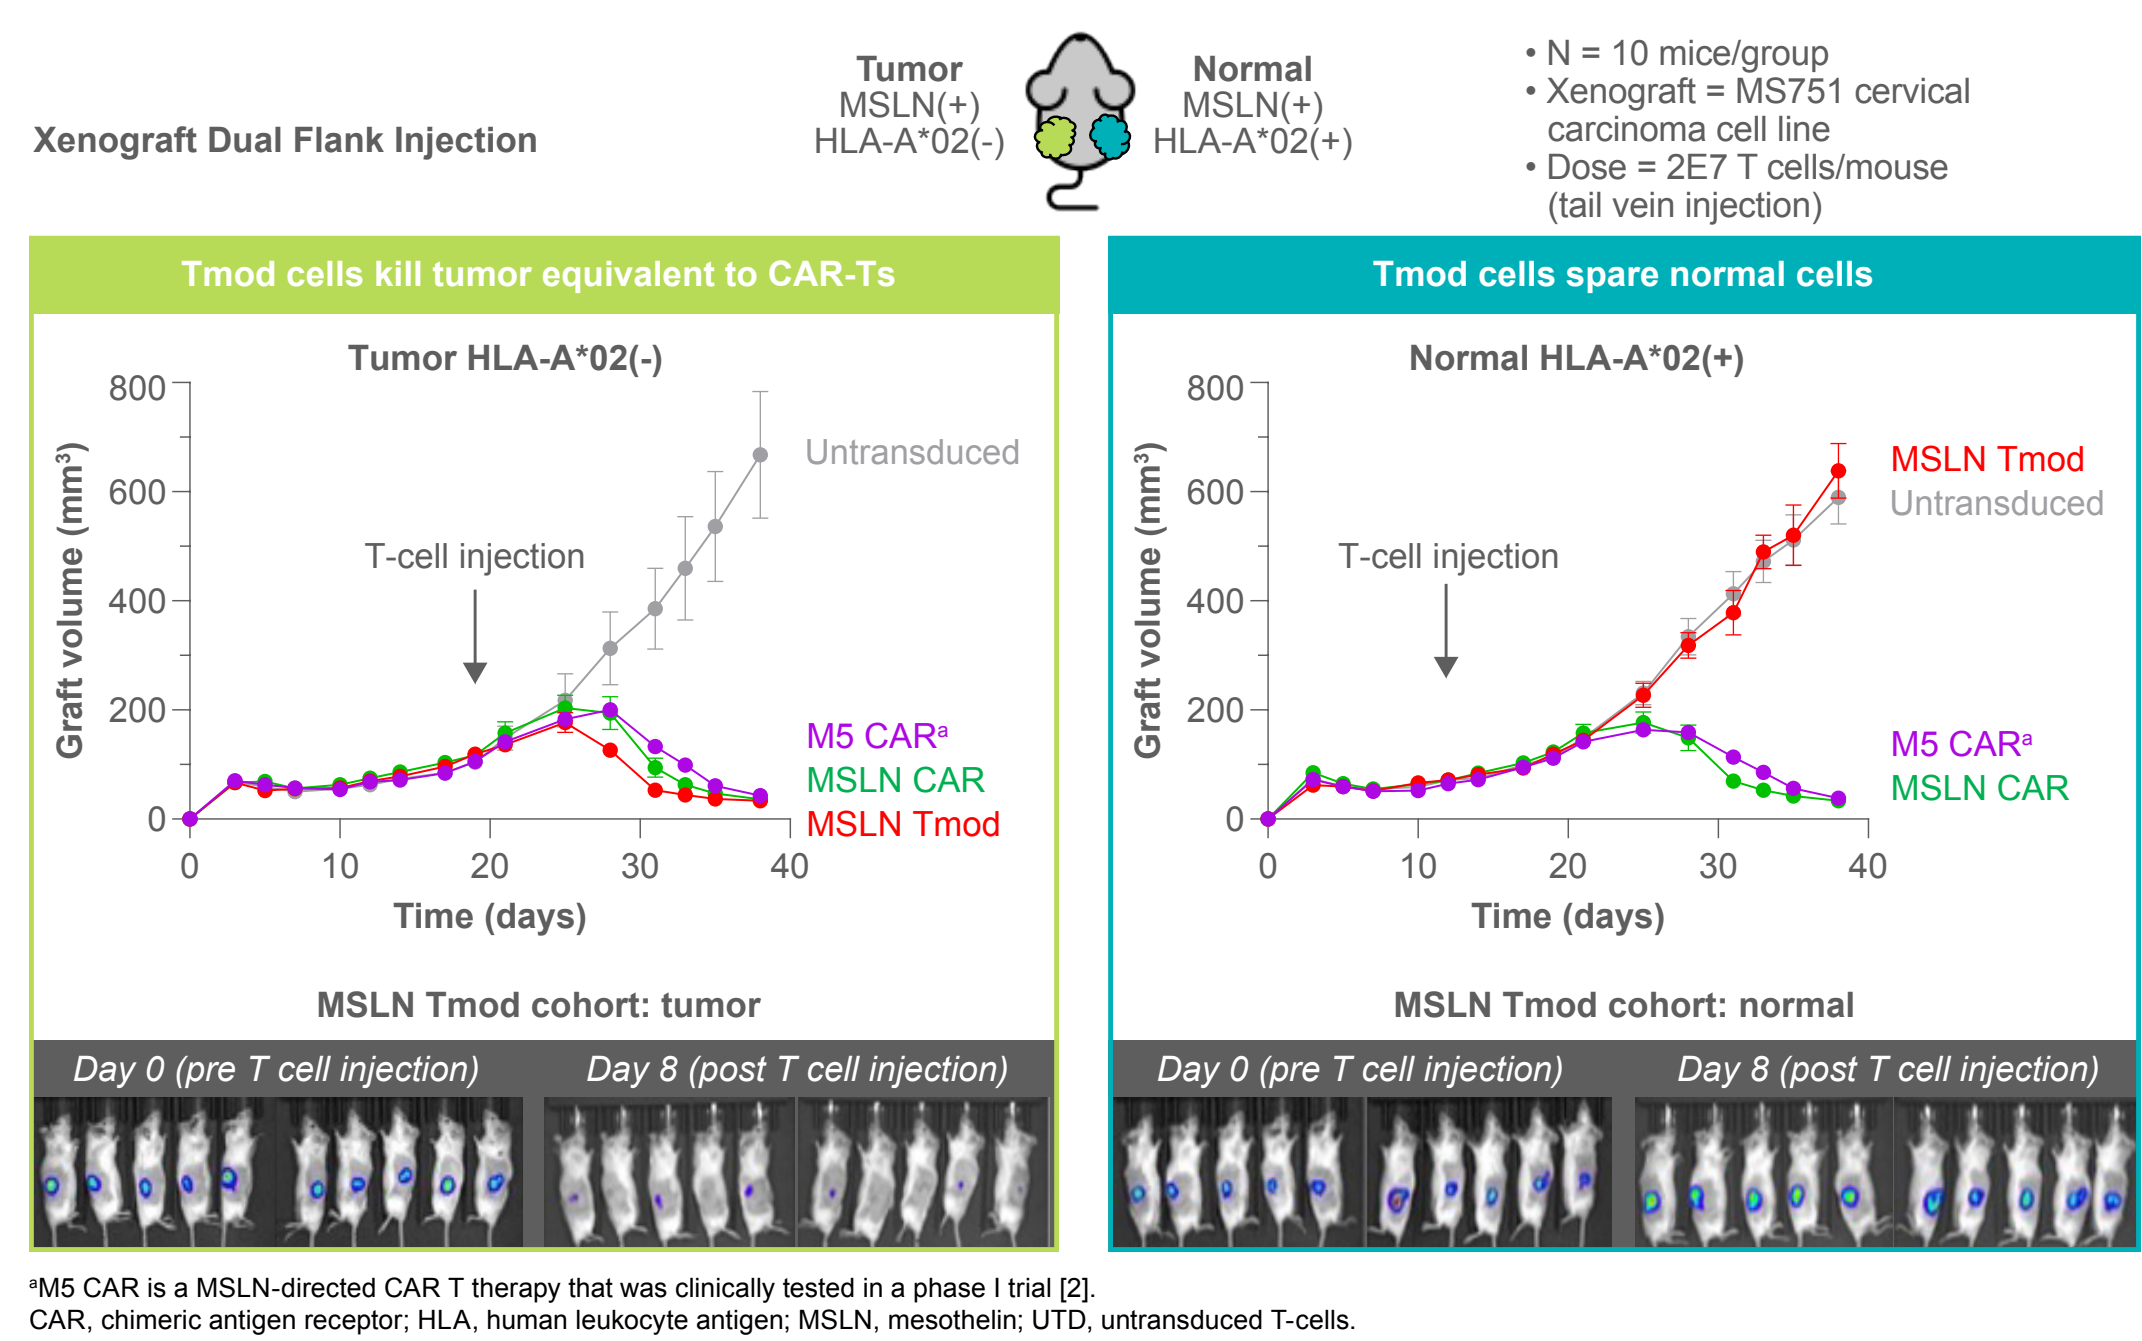 Xenograft Dual Flank Injection
Tumor
MSLN(+)
HLA-A*02(-)
Normal
MSLN(+)
HLA-A*02(+)
• N = 10 mice/group
• Xenograft = MS751 cervical
carcinoma cell line
• Dose = 2E7 T cells/mouse
(tail vein injection)
Tmod cells kill tumor equivalent to CAR-Ts
Tumor HLA-A*02(-)
Graft volume (mm³)
800
600
400
200
0
T-cell injection
Untransduced
M5 CARᵃ
MSLN CAR
MSLN Tmod
0 10 20 30 40
Time (days)
MSLN Tmod cohort: tumor
Day 0 (pre T cell injection)
Day 8 (post T cell injection)
Tmod cells spare normal cells
Normal HLA-A*02(+)
Graft volume (mm³)
800
600
400
200
0
T-cell injection
MSLN Tmod
Untransduced
M5 CARᵃ
MSLN CAR
0 10 20 30 40
Time (days)
MSLN Tmod cohort: normal
Day 0 (pre T cell injection)
Day 8 (post T cell injection)
ᵃM5 CAR is a MSLN-directed CAR T therapy that was clinically tested in a phase I trial [2].
CAR, chimeric antigen receptor; HLA, human leukocyte antigen; MSLN, mesothelin; UTD, untransduced T-cells.